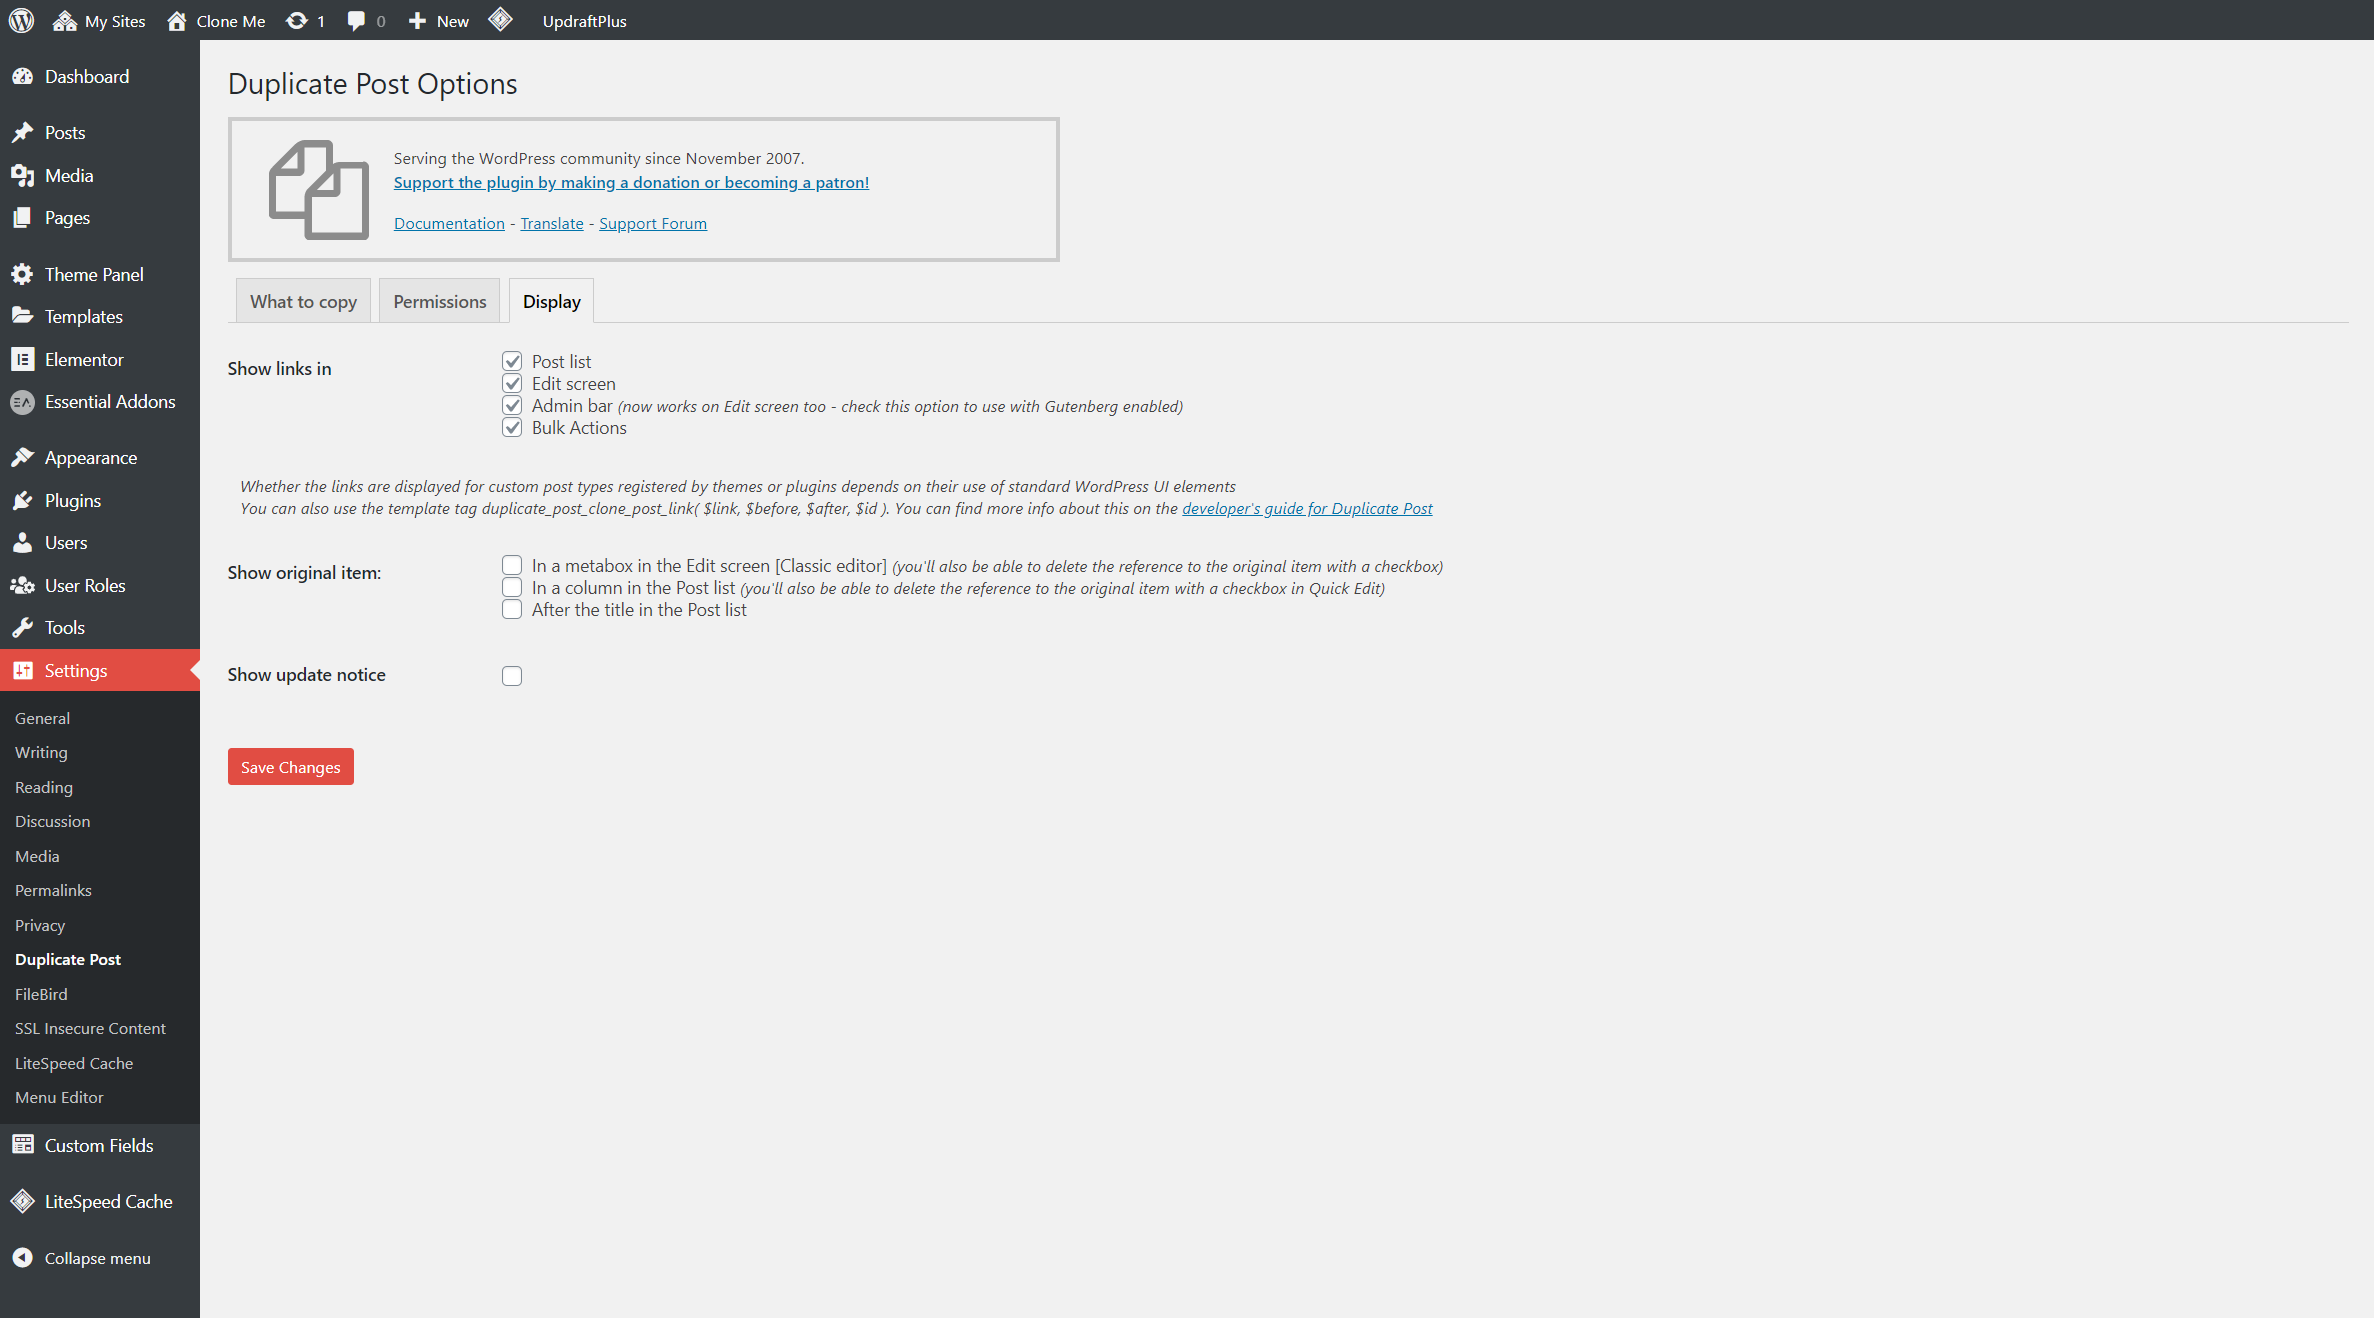 My Sites Clone Me 1 0 New UpdraftPlus
Dashboard
Posts
Media
Pages
Theme Panel
Templates
Elementor
Essential Addons
Appearance
Plugins
Users
User Roles
Tools
Settings
General
Writing
Reading
Discussion
Media
Permalinks
Privacy
Duplicate Post
FileBird
SSL Insecure Content
LiteSpeed Cache
Menu Editor
Custom Fields
LiteSpeed Cache
Collapse menu
Duplicate Post Options
Serving the WordPress community since November 2007.
Support the plugin by making a donation or becoming a patron!
Documentation - Translate - Support Forum
What to copy Permissions Display
Show links in
Post list
Edit screen
Admin bar (now works on Edit screen too - check this option to use with Gutenberg enabled)
Bulk Actions
Whether the links are displayed for custom post types registered by themes or plugins depends on their use of standard WordPress UI elements
You can also use the template tag duplicate_post_clone_post_link( $link, $before, $after, $id ). You can find more info about this on the developer's guide for Duplicate Post
Show original item:
In a metabox in the Edit screen [Classic editor] (you'll also be able to delete the reference to the original item with a checkbox)
In a column in the Post list (you'll also be able to delete the reference to the original item with a checkbox in Quick Edit)
After the title in the Post list
Show update notice
Save Changes